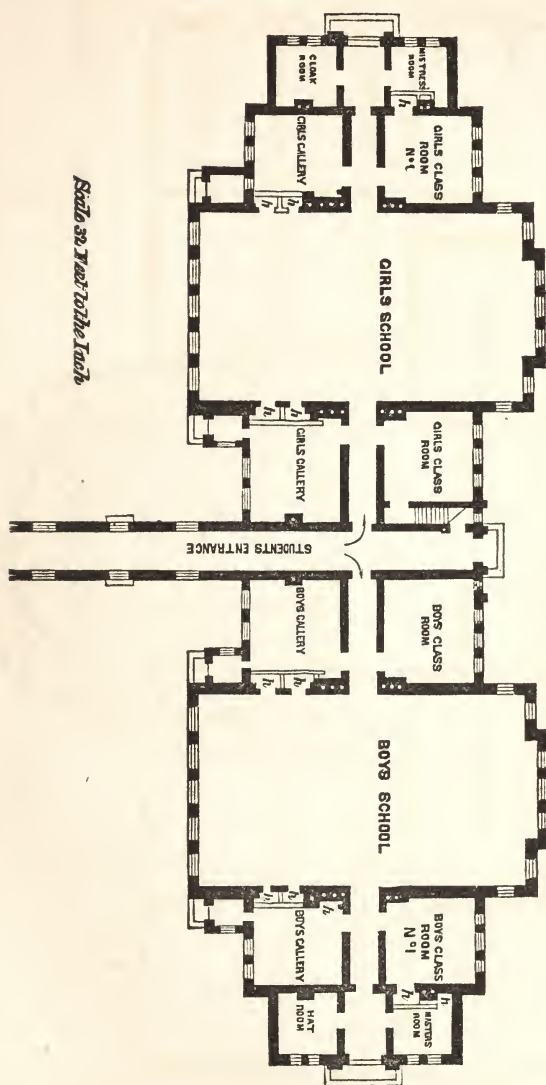 CLOAK
ROOM
MISTRESS
ROOM
h
GIRLS GALLERY
GIRLS CLASS
ROOM
Nº 1.
h
h
GIRLS SCHOOL
h
h
GIRLS GALLERY
GIRLS CLASS
ROOM
STUDENTS ENTRANCE
BOYS GALLERY
BOYS CLASS
ROOM
h
h
BOYS SCHOOL
h
h
h
BOYS GALLERY
BOYS CLASS
ROOM
Nº 1
h
h
HAT
ROOM
MASTERS
ROOM
Scale 32 Feet to the Inch